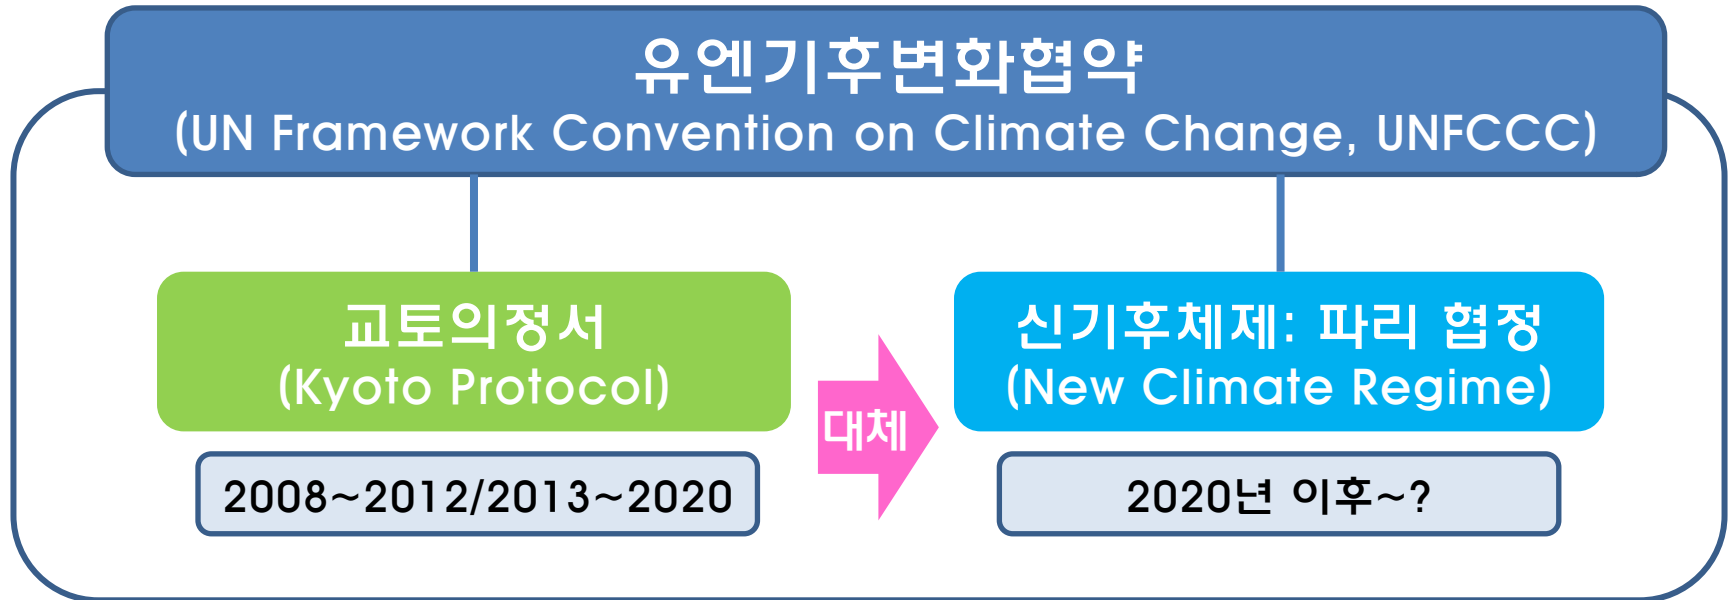 유엔기후변화협약
(UN Framework Convention on Climate Change, UNFCCC)
교토의정서
(Kyoto Protocol)
신기후체제: 파리 협정
(New Climate Regime)
대체
2008~2012/2013~2020
2020년 이후~?